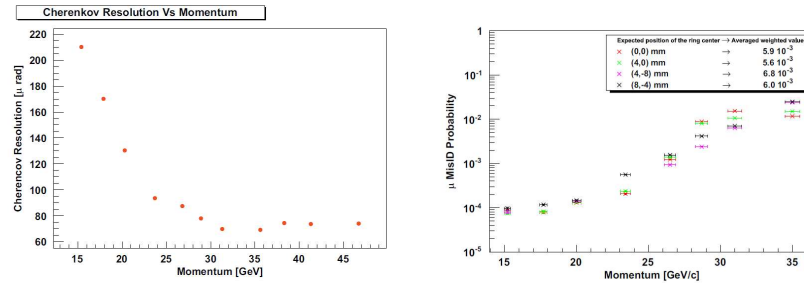 Cherenkov Resolution Vs Momentum
Cherencov Resolution [μ rad]
220
200
180
160
140
120
100
80
60
15
20
25
30
35
40
45
Momentum [GeV]
μ MisID Probability
1
10⁻¹
10⁻²
10⁻³
10⁻⁴
10⁻⁵
Expected position of the ring center → Averaged weighted value
(0,0) mm → 5.9 10⁻³
(4,0) mm → 5.6 10⁻³
(4,-8) mm → 6.8 10⁻³
(8,-4) mm → 6.0 10⁻³
15
20
25
30
35
Momentum [GeV/c]